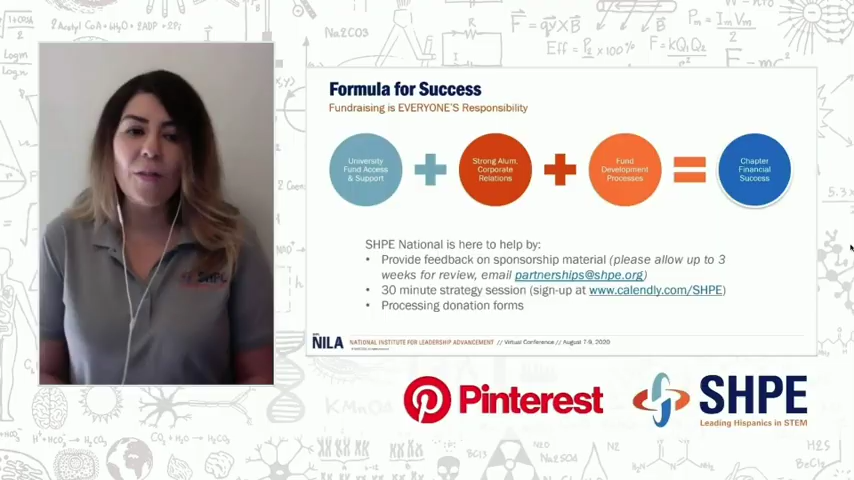 Formula for Success
Fundraising is EVERYONE'S Responsibility
University
Fund Access
& Support
Strong Alum,
Corporate
Relations
Fund
Development
Processes
Chapter
Financial
Success
SHPE National is here to help by:
• Provide feedback on sponsorship material (please allow up to 3
weeks for review, email partnerships@shpe.org)
• 30 minute strategy session (sign-up at www.calendly.com/SHPE)
• Processing donation forms
NILA NATIONAL INSTITUTE FOR LEADERSHIP ADVANCEMENT // Virtual Conference // August 7-9, 2020
Pinterest
SHPE
Leading Hispanics in STEM
SHPE
Na2CO3
KMnO4